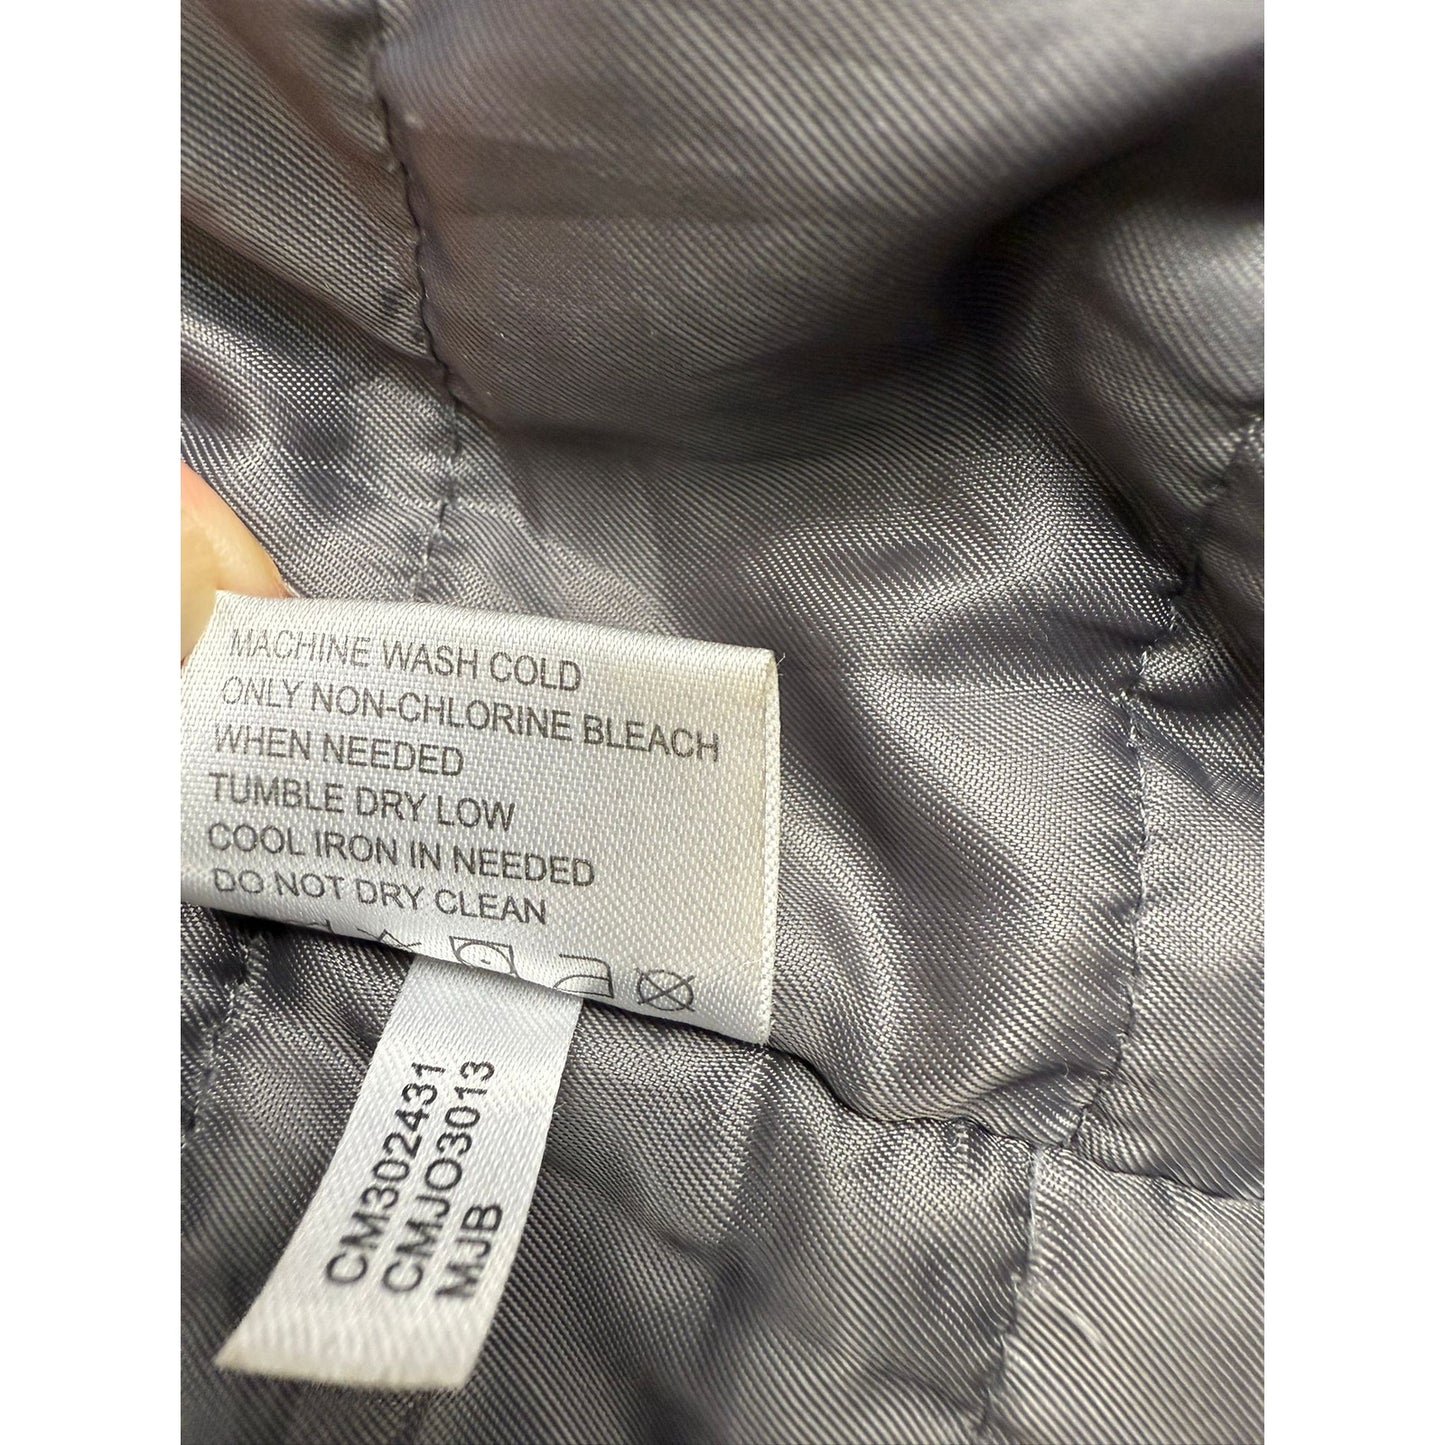 MACHINE WASH COLD
ONLY NON-CHLORINE BLEACH
WHEN NEEDED
TUMBLE DRY LOW
COOL IRON IN NEEDED
DO NOT DRY CLEAN
CM302431
CMJO3013
MJB